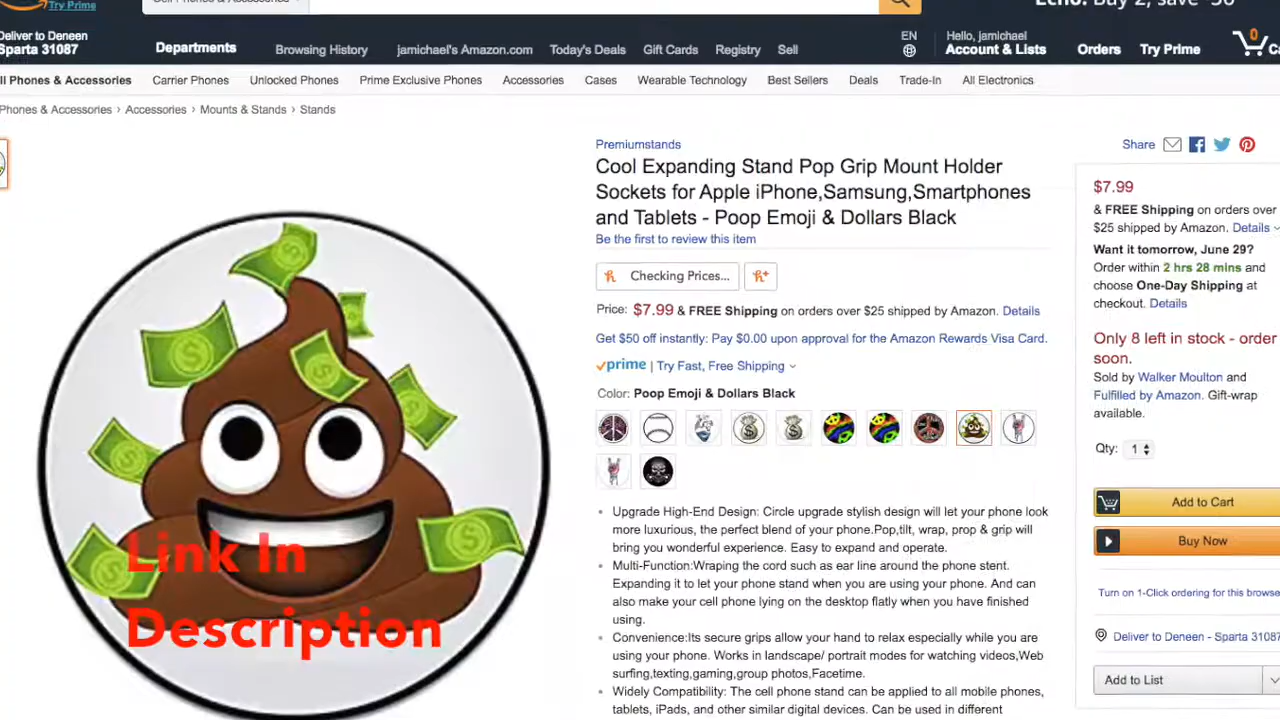 Try Prime
Deliver to Deneen
Sparta 31087
Departments
Browsing History
jamichael's Amazon.com
Today's Deals
Gift Cards
Registry
Sell
EN
Hello, jamichael
Account & Lists
Orders
Try Prime
0
ll Phones & Accessories
Carrier Phones
Unlocked Phones
Prime Exclusive Phones
Accessories
Cases
Wearable Technology
Best Sellers
Deals
Trade-In
All Electronics
Phones & Accessories › Accessories › Mounts & Stands › Stands
Premiumstands
Cool Expanding Stand Pop Grip Mount Holder
Sockets for Apple iPhone,Samsung,Smartphones
and Tablets - Poop Emoji & Dollars Black
Be the first to review this item
Checking Prices...
Price: $7.99 & FREE Shipping on orders over $25 shipped by Amazon. Details
Get $50 off instantly: Pay $0.00 upon approval for the Amazon Rewards Visa Card.
prime | Try Fast, Free Shipping
Color: Poop Emoji & Dollars Black
Upgrade High-End Design: Circle upgrade stylish design will let your phone look
more luxurious, the perfect blend of your phone.Pop,tilt, wrap, prop & grip will
bring you wonderful experience. Easy to expand and operate.
Multi-Function:Wraping the cord such as ear line around the phone stent.
Expanding it to let your phone stand when you are using your phone. And can
also make your cell phone lying on the desktop flatly when you have finished
using.
Convenience:Its secure grips allow your hand to relax especially while you are
using your phone. Works in landscape/ portrait modes for watching videos,Web
surfing,texting,gaming,group photos,Facetime.
Widely Compatibility: The cell phone stand can be applied to all mobile phones,
tablets, iPads, and other similar digital devices. Can be used in different
Share
$7.99
& FREE Shipping on orders over
$25 shipped by Amazon. Details
Want it tomorrow, June 29?
Order within 2 hrs 28 mins and
choose One-Day Shipping at
checkout. Details
Only 8 left in stock - order
soon.
Sold by Walker Moulton and
Fulfilled by Amazon. Gift-wrap
available.
Qty: 1
Add to Cart
Buy Now
Turn on 1-Click ordering for this browse
Deliver to Deneen - Sparta 31087
Add to List
Link In
Description